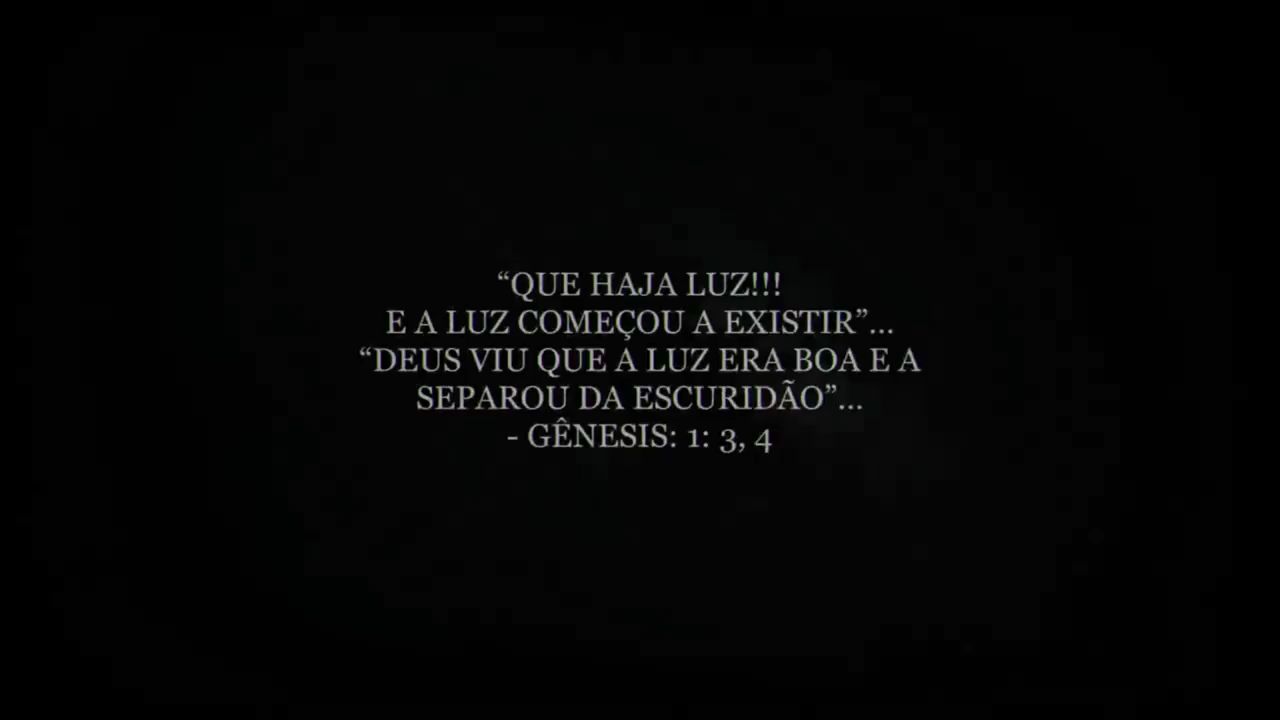 “QUE HAJA LUZ!!!
E A LUZ COMEÇOU A EXISTIR”...
“DEUS VIU QUE A LUZ ERA BOA E A
SEPAROU DA ESCURIDÃO”...
- GÊNESIS: 1: 3, 4